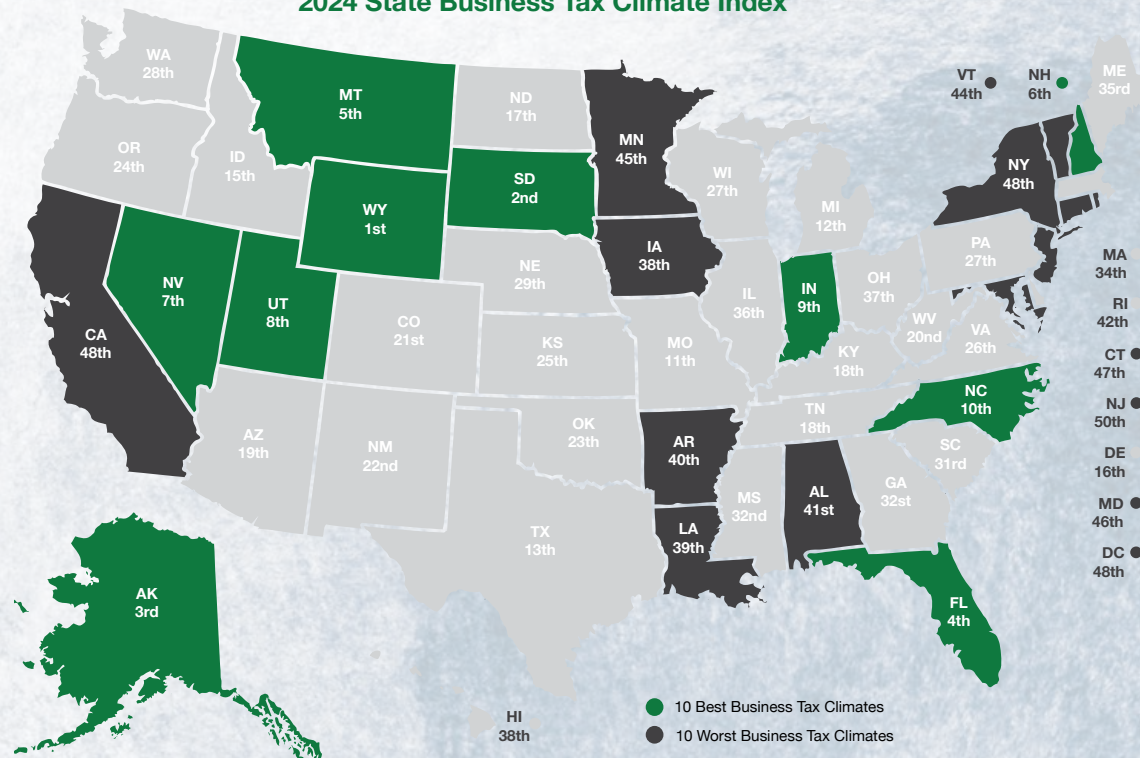 2024 State Business Tax Climate Index
WA
28th
MT
5th
ND
17th
MN
45th
VT
44th
NH
6th
ME
35rd
OR
24th
ID
15th
WY
1st
SD
2nd
WI
27th
MI
12th
NY
48th
NV
7th
UT
8th
CO
21st
NE
29th
IA
38th
IL
36th
IN
9th
OH
37th
PA
27th
MA
34th
RI
42th
CA
48th
KS
25th
MO
11th
KY
18th
WV
20nd
VA
26th
CT
47th
NJ
50th
AZ
19th
NM
22nd
OK
23th
AR
40th
TN
18th
NC
10th
SC
31rd
DE
16th
TX
13th
LA
39th
MS
32nd
AL
41st
GA
32st
MD
46th
DC
48th
AK
3rd
FL
4th
HI
38th
10 Best Business Tax Climates
10 Worst Business Tax Climates